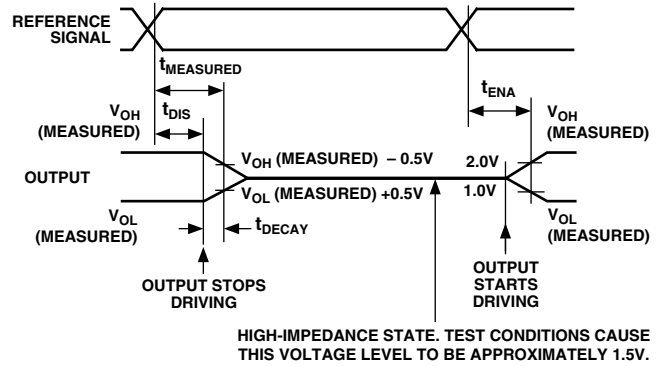 REFERENCE
SIGNAL
tMEASURED
tENA
VOH
(MEASURED)
tDIS
VOH
(MEASURED)
VOH (MEASURED) – 0.5V
2.0V
OUTPUT
VOL (MEASURED) +0.5V
1.0V
VOL
(MEASURED)
VOL
(MEASURED)
tDECAY
OUTPUT STOPS
DRIVING
OUTPUT
STARTS
DRIVING
HIGH-IMPEDANCE STATE. TEST CONDITIONS CAUSE
THIS VOLTAGE LEVEL TO BE APPROXIMATELY 1.5V.